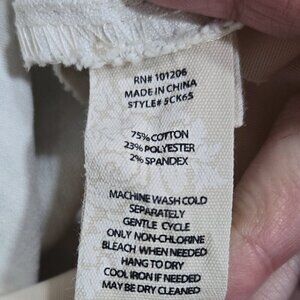 RN# 101206
MADE IN CHINA
STYLE# 5CK65
75% COTTON
23% POLYESTER
2% SPANDEX
MACHINE WASH COLD
SEPARATELY
GENTLE CYCLE
ONLY NON-CHLORINE
BLEACH WHEN NEEDED
HANG TO DRY
COOL IRON IF NEEDED
MAY BE DRY CLEANED